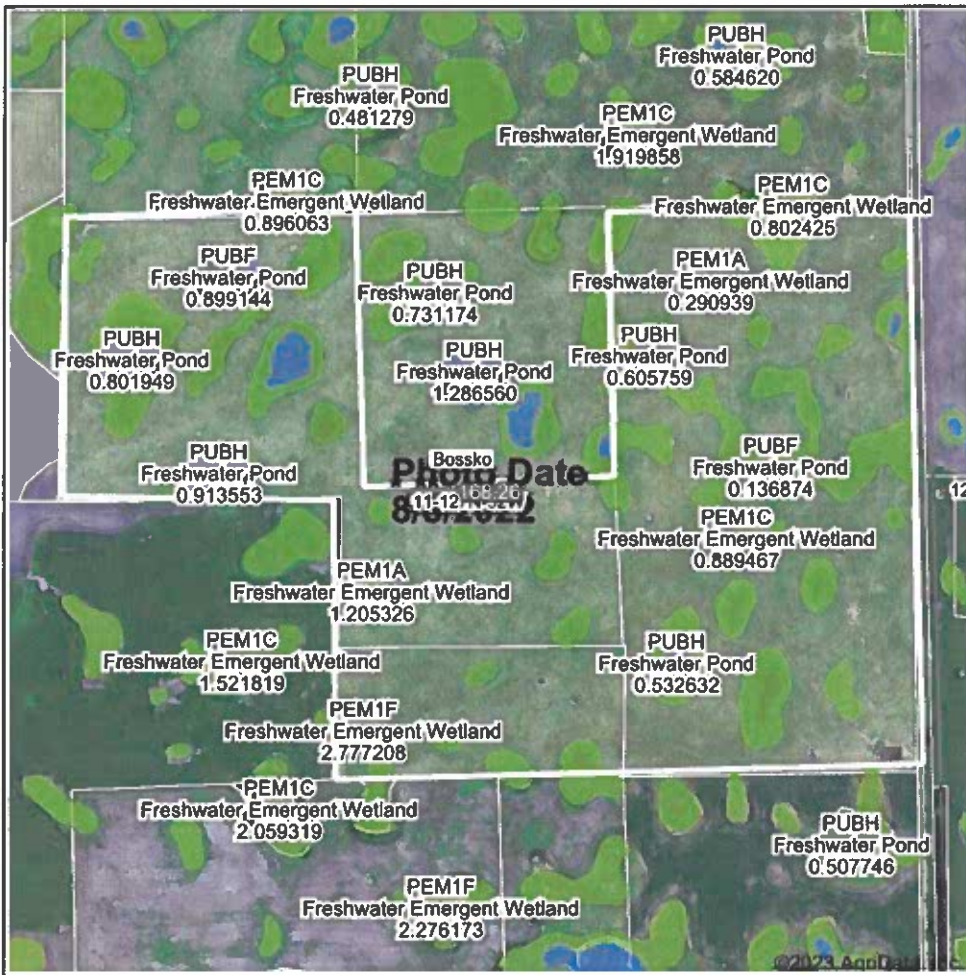 PUBH
Freshwater Pond
0.584620
PUBH
Freshwater Pond
0.481279
PEM1C
Freshwater Emergent Wetland
1.919858
PEM1C
Freshwater Emergent Wetland
0.896063
PEM1C
Freshwater Emergent Wetland
0.802425
PUBF
Freshwater Pond
0.899144
PUBH
Freshwater Pond
0.731174
PEM1A
Freshwater Emergent Wetland
0.290939
PUBH
Freshwater Pond
0.801949
PUBH
Freshwater Pond
1.286560
PUBH
Freshwater Pond
0.605759
PUBH
Freshwater Pond
0.913553
Bossko
Photo Date
168.26
PUBF
Freshwater Pond
0.136874
12
PEM1C
Freshwater Emergent Wetland
0.889467
PEM1A
Freshwater Emergent Wetland
1.205326
PEM1C
Freshwater Emergent Wetland
1.521819
PUBH
Freshwater Pond
0.532632
PEM1F
Freshwater Emergent Wetland
2.777208
PEM1C
Freshwater Emergent Wetland
2.059319
PUBH
Freshwater Pond
0.507746
PEM1F
Freshwater Emergent Wetland
2.276173
©2023 AgriData, Inc.